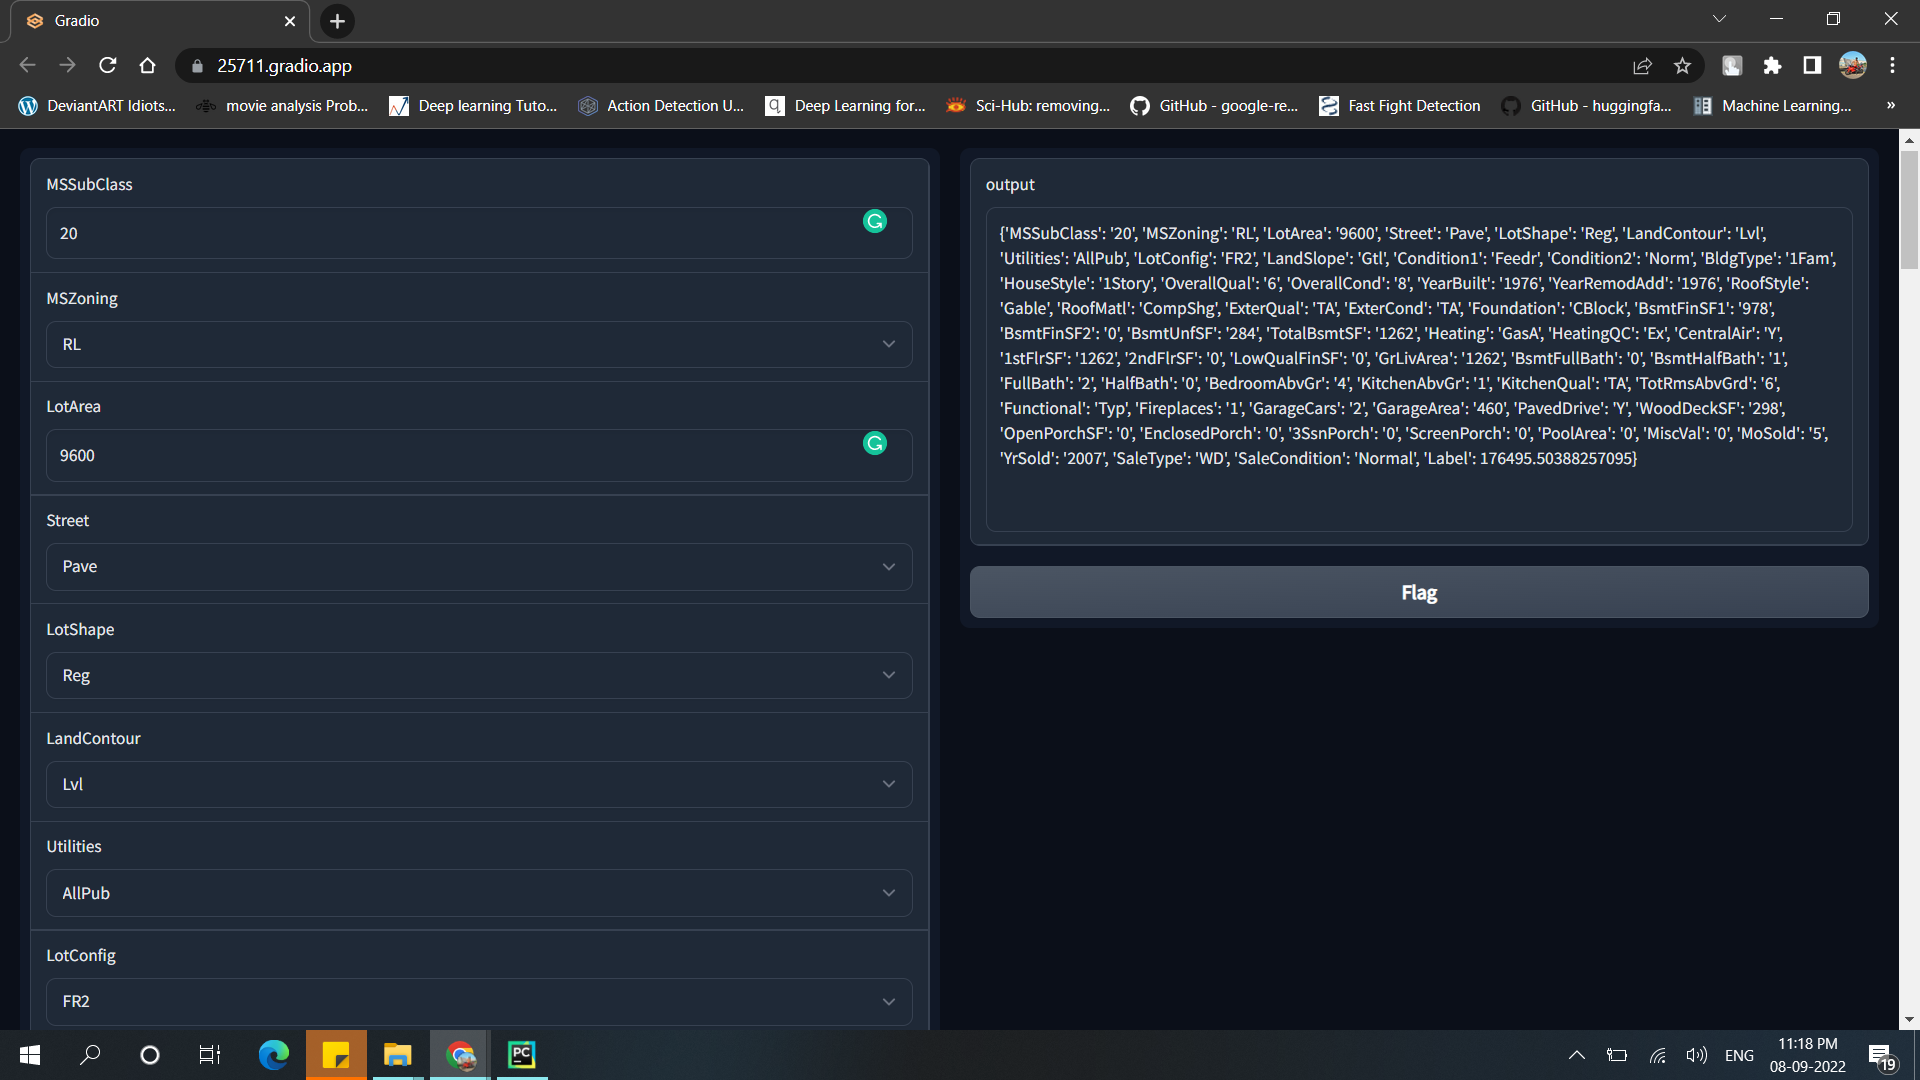 Gradio
25711.gradio.app
DeviantART Idiots...
movie analysis Prob...
Deep learning Tuto...
Action Detection U...
Deep Learning for...
Sci-Hub: removing...
GitHub - google-re...
Fast Fight Detection
GitHub - huggingfa...
Machine Learning...
»
MSSubClass
20
MSZoning
RL
LotArea
9600
Street
Pave
LotShape
Reg
LandContour
Lvl
Utilities
AllPub
LotConfig
FR2
output
{'MSSubClass': '20', 'MSZoning': 'RL', 'LotArea': '9600', 'Street': 'Pave', 'LotShape': 'Reg', 'LandContour': 'Lvl',
'Utilities': 'AllPub', 'LotConfig': 'FR2', 'LandSlope': 'Gtl', 'Condition1': 'Feedr', 'Condition2': 'Norm', 'BldgType': '1Fam',
'HouseStyle': '1Story', 'OverallQual': '6', 'OverallCond': '8', 'YearBuilt': '1976', 'YearRemodAdd': '1976', 'RoofStyle':
'Gable', 'RoofMatl': 'CompShg', 'ExterQual': 'TA', 'ExterCond': 'TA', 'Foundation': 'CBlock', 'BsmtFinSF1': '978',
'BsmtFinSF2': '0', 'BsmtUnfSF': '284', 'TotalBsmtSF': '1262', 'Heating': 'GasA', 'HeatingQC': 'Ex', 'CentralAir': 'Y',
'1stFlrSF': '1262', '2ndFlrSF': '0', 'LowQualFinSF': '0', 'GrLivArea': '1262', 'BsmtFullBath': '0', 'BsmtHalfBath': '1',
'FullBath': '2', 'HalfBath': '0', 'BedroomAbvGr': '4', 'KitchenAbvGr': '1', 'KitchenQual': 'TA', 'TotRmsAbvGrd': '6',
'Functional': 'Typ', 'Fireplaces': '1', 'GarageCars': '2', 'GarageArea': '460', 'PavedDrive': 'Y', 'WoodDeckSF': '298',
'OpenPorchSF': '0', 'EnclosedPorch': '0', '3SsnPorch': '0', 'ScreenPorch': '0', 'PoolArea': '0', 'MiscVal': '0', 'MoSold': '5',
'YrSold': '2007', 'SaleType': 'WD', 'SaleCondition': 'Normal', 'Label': 176495.50388257095}
Flag
PC
ENG
11:18 PM
08-09-2022
19